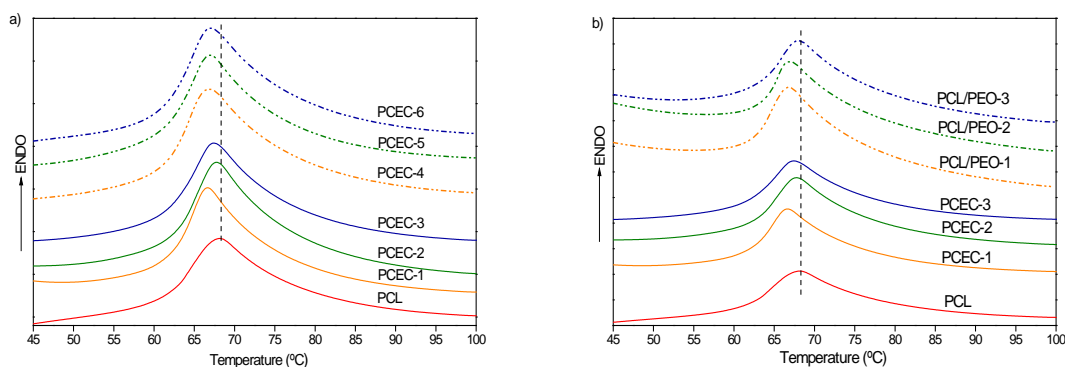 a)
ENDO
PCEC-6
PCEC-5
PCEC-4
PCEC-3
PCEC-2
PCEC-1
PCL
45 50 55 60 65 70 75 80 85 90 95 100
Temperature (ºC)
b)
ENDO
PCL/PEO-3
PCL/PEO-2
PCL/PEO-1
PCEC-3
PCEC-2
PCEC-1
PCL
45 50 55 60 65 70 75 80 85 90 95 100
Temperature (ºC)